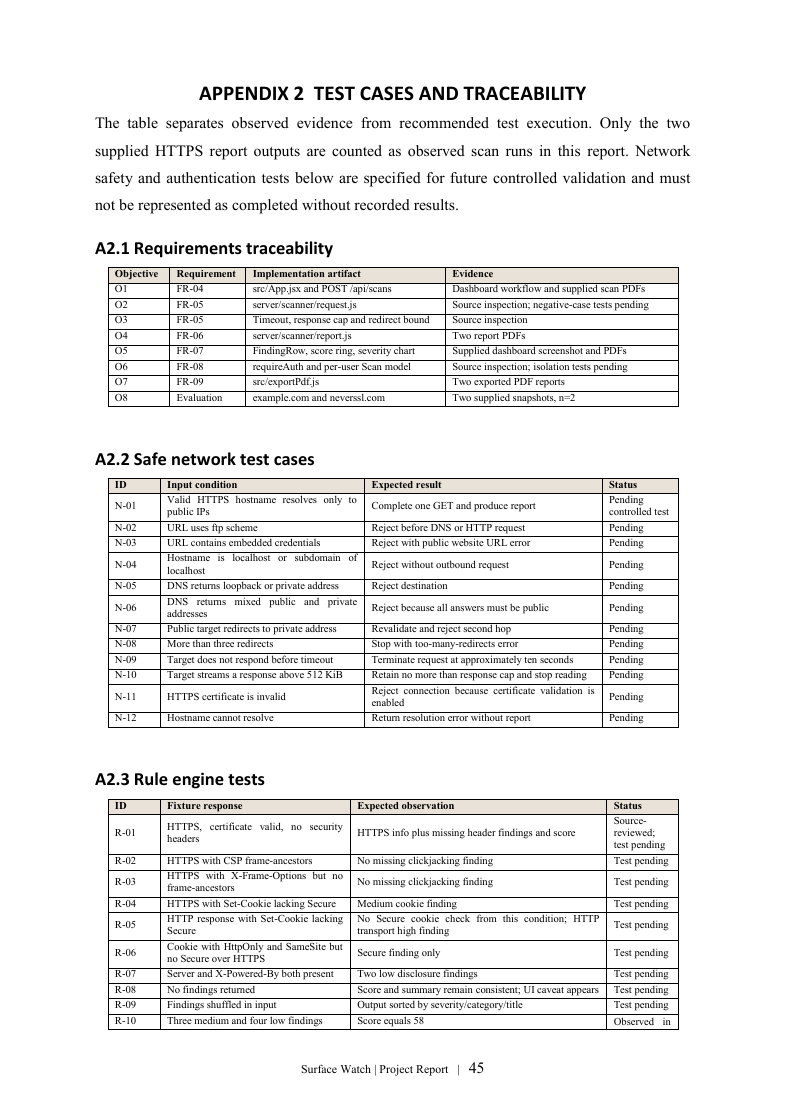 APPENDIX 2  TEST CASES AND TRACEABILITY
The table separates observed evidence from recommended test execution. Only the two
supplied HTTPS report outputs are counted as observed scan runs in this report. Network
safety and authentication tests below are specified for future controlled validation and must
not be represented as completed without recorded results.
A2.1 Requirements traceability
Objective Requirement Implementation artifact Evidence
O1 FR-04 src/App.jsx and POST /api/scans Dashboard workflow and supplied scan PDFs
O2 FR-05 server/scanner/request.js Source inspection; negative-case tests pending
O3 FR-05 Timeout, response cap and redirect bound Source inspection
O4 FR-06 server/scanner/report.js Two report PDFs
O5 FR-07 FindingRow, score ring, severity chart Supplied dashboard screenshot and PDFs
O6 FR-08 requireAuth and per-user Scan model Source inspection; isolation tests pending
O7 FR-09 src/exportPdf.js Two exported PDF reports
O8 Evaluation example.com and neverssl.com Two supplied snapshots, n=2
A2.2 Safe network test cases
ID Input condition Expected result Status
N-01 Valid HTTPS hostname resolves only to
public IPs Complete one GET and produce report Pending
controlled test
N-02 URL uses ftp scheme Reject before DNS or HTTP request Pending
N-03 URL contains embedded credentials Reject with public website URL error Pending
N-04 Hostname is localhost or subdomain of
localhost Reject without outbound request Pending
N-05 DNS returns loopback or private address Reject destination Pending
N-06 DNS returns mixed public and private
addresses Reject because all answers must be public Pending
N-07 Public target redirects to private address Revalidate and reject second hop Pending
N-08 More than three redirects Stop with too-many-redirects error Pending
N-09 Target does not respond before timeout Terminate request at approximately ten seconds Pending
N-10 Target streams a response above 512 KiB Retain no more than response cap and stop reading Pending
N-11 HTTPS certificate is invalid Reject connection because certificate validation is
enabled Pending
N-12 Hostname cannot resolve Return resolution error without report Pending
A2.3 Rule engine tests
ID Fixture response Expected observation Status
R-01 HTTPS, certificate valid, no security
headers HTTPS info plus missing header findings and score Source-
reviewed;
test pending
R-02 HTTPS with CSP frame-ancestors No missing clickjacking finding Test pending
R-03 HTTPS with X-Frame-Options but no
frame-ancestors No missing clickjacking finding Test pending
R-04 HTTPS with Set-Cookie lacking Secure Medium cookie finding Test pending
R-05 HTTP response with Set-Cookie lacking
Secure No Secure cookie check from this condition; HTTP
transport high finding Test pending
R-06 Cookie with HttpOnly and SameSite but
no Secure over HTTPS Secure finding only Test pending
R-07 Server and X-Powered-By both present Two low disclosure findings Test pending
R-08 No findings returned Score and summary remain consistent; UI caveat appears Test pending
R-09 Findings shuffled in input Output sorted by severity/category/title Test pending
R-10 Three medium and four low findings Score equals 58 Observed in
Surface Watch | Project Report | 45